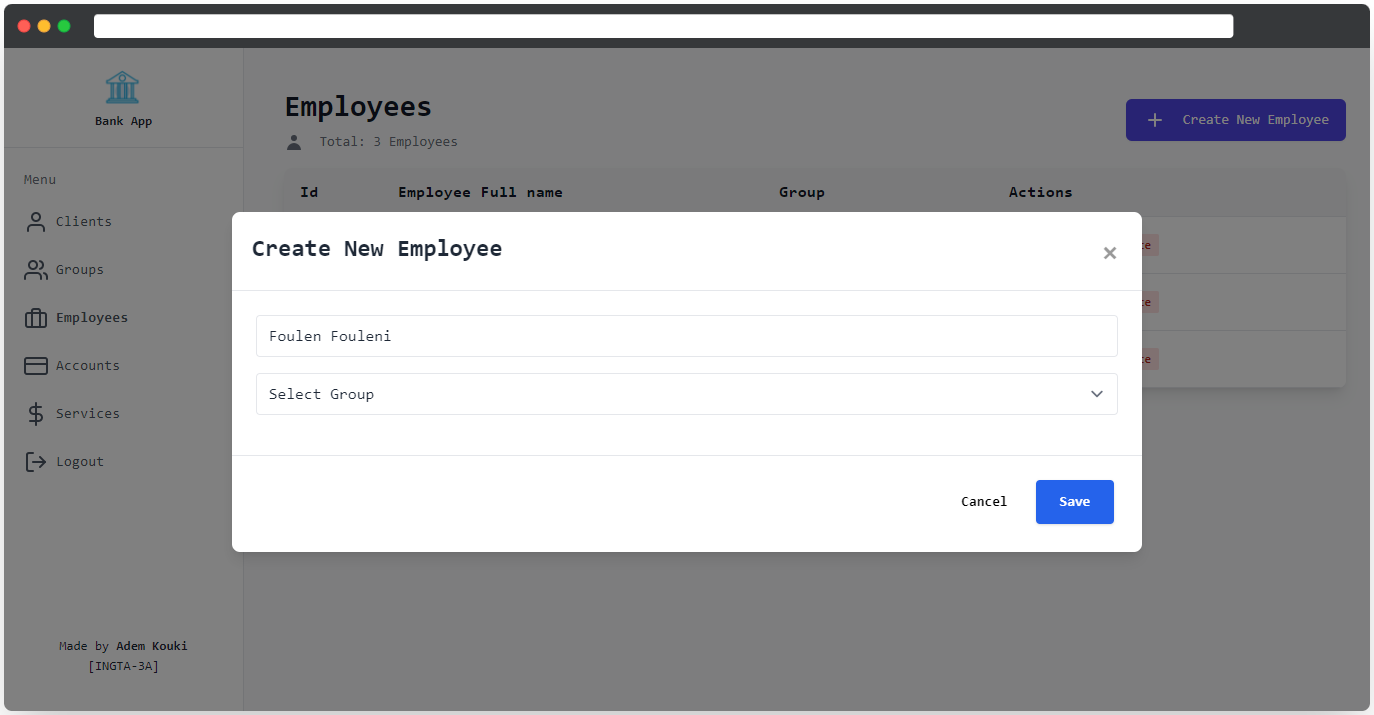 Bank App
Menu
Clients
Groups
Employees
Accounts
Services
Logout
Made by Adem Kouki
[INGTA-3A]
Employees
Total: 3 Employees
Create New Employee
Id Employee Full name Group Actions
Create New Employee
×
Foulen Fouleni
Select Group
Cancel Save